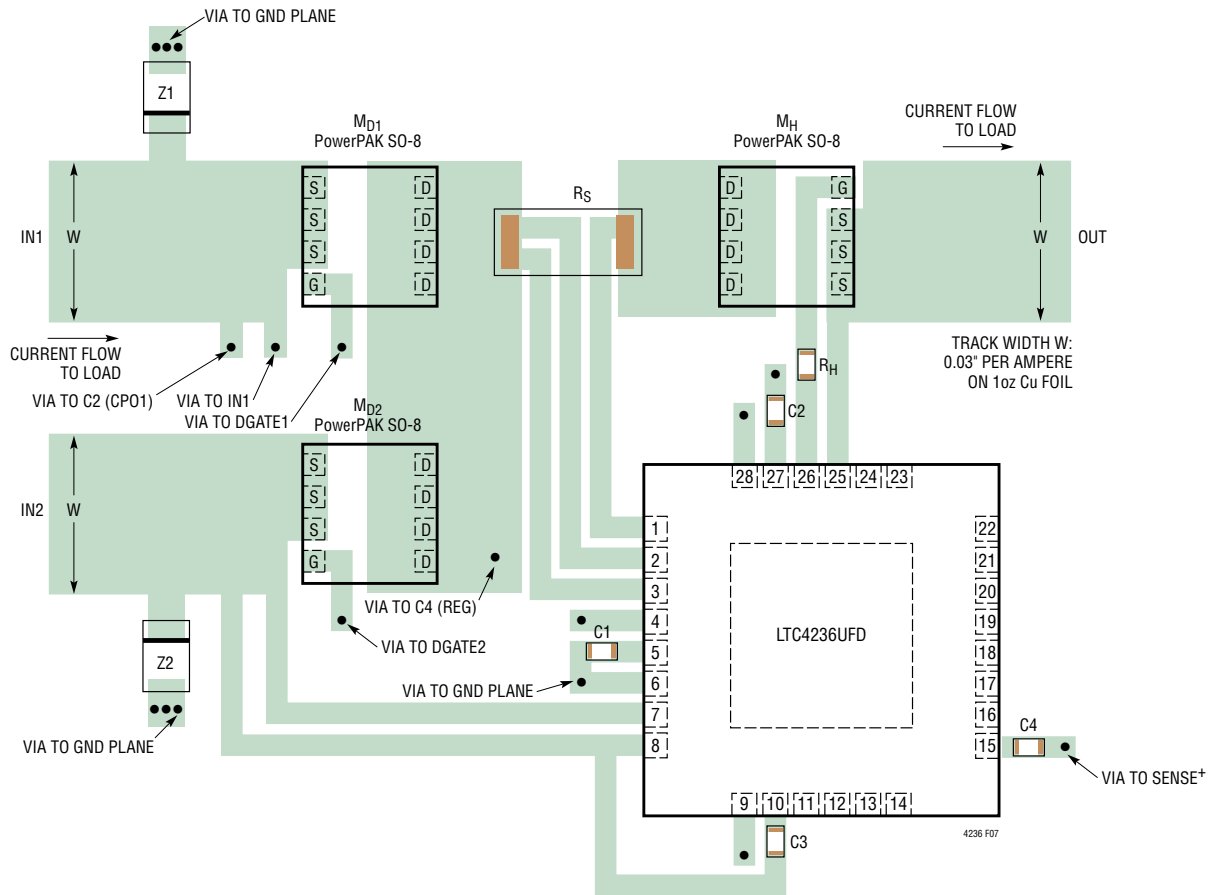 VIA TO GND PLANE
Z1
MD1
PowerPAK SO-8
MH
PowerPAK SO-8
CURRENT FLOW
TO LOAD
S
D
S
D
S
D
G
D
RS
D
G
D
S
D
S
D
S
IN1
W
W
OUT
CURRENT FLOW
TO LOAD
VIA TO C2 (CPO1)
VIA TO IN1
VIA TO DGATE1
TRACK WIDTH W:
0.03" PER AMPERE
ON 1oz Cu FOIL
RH
C2
MD2
PowerPAK SO-8
S
D
S
D
S
D
G
D
IN2
W
28
27
26
25
24
23
1
2
3
4
5
6
7
8
22
21
20
19
18
17
16
15
LTC4236UFD
VIA TO C4 (REG)
VIA TO DGATE2
C1
VIA TO GND PLANE
Z2
VIA TO GND PLANE
C4
VIA TO SENSE+
9
10
11
12
13
14
C3
4236 F07